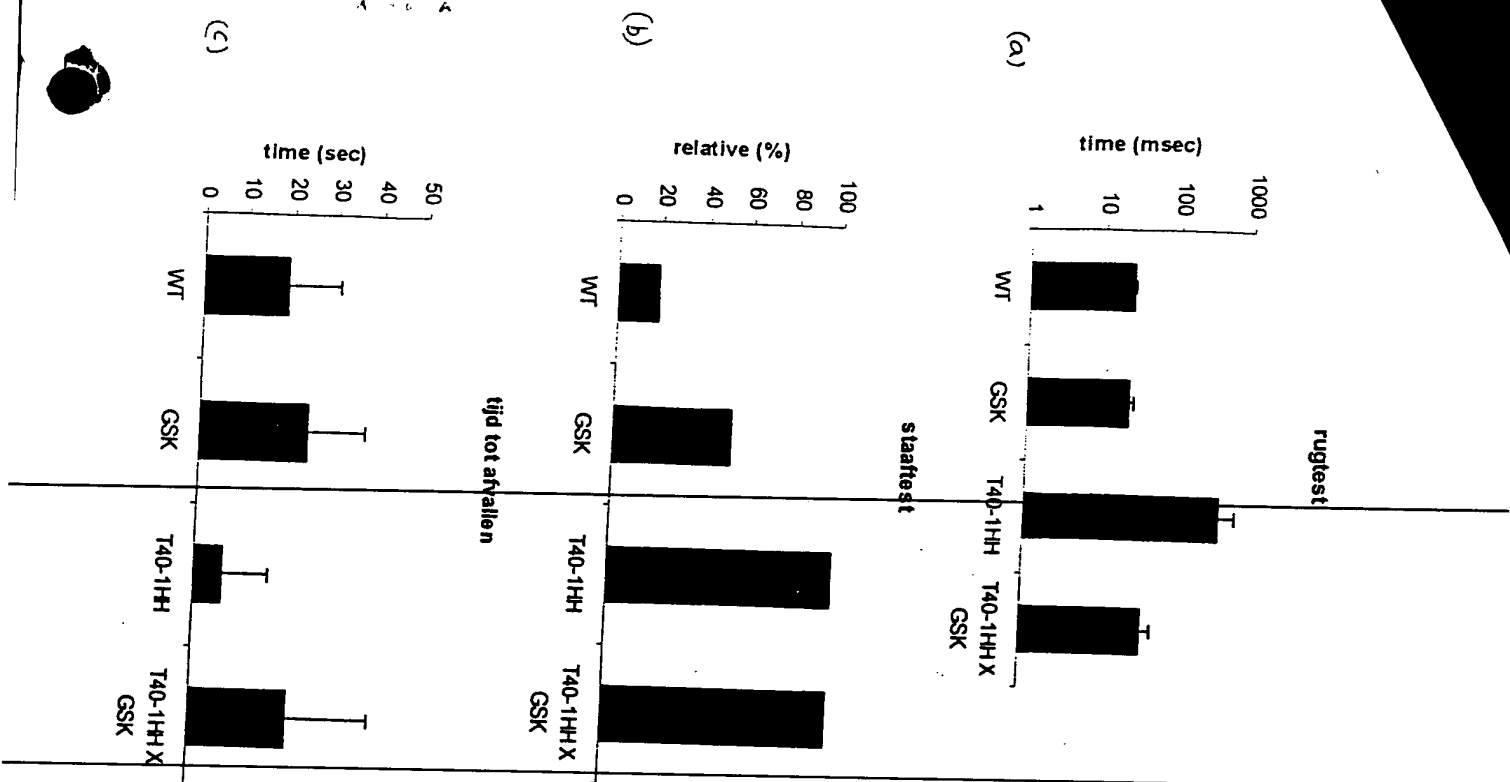 (a)
rugtest
time (msec)
1000
100
10
1
WT
GSK
T40-1HH
T40-1HH X
GSK
(b)
staaftest
relative (%)
100
80
60
40
20
0
WT
GSK
T40-1HH
T40-1HH X
GSK
(c)
tijd tot afvallen
time (sec)
50
40
30
20
10
0
WT
GSK
T40-1HH
T40-1HH X
GSK